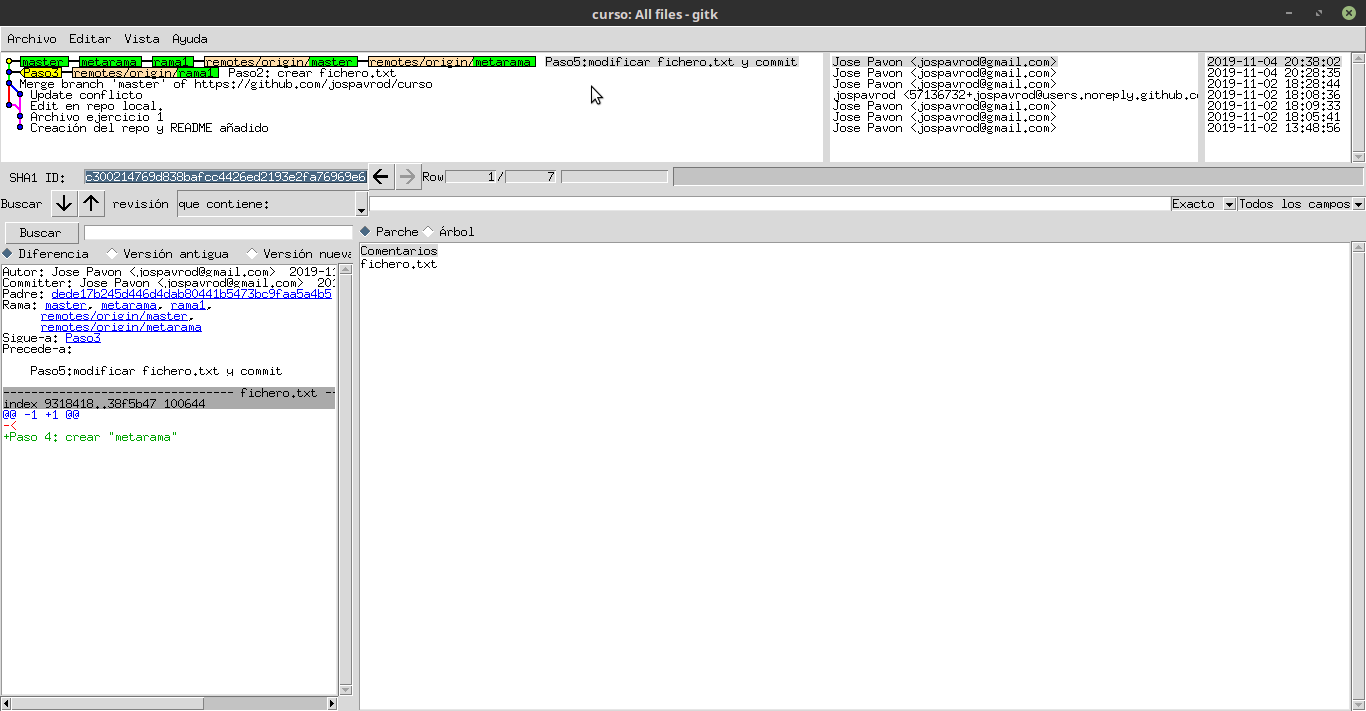 curso: All files - gitk
Archivo Editar Vista Ayuda
master metarama rama1 remotes/origin/master remotes/origin/metarama Paso5:modificar fichero.txt y commit Jose Pavon <jospavrod@gmail.com> 2019-11-04 20:38:02
Paso3 remotes/origin/rama1 Paso2: crear fichero.txt Jose Pavon <jospavrod@gmail.com> 2019-11-04 20:28:35
Merge branch 'master' of https://github.com/jospavrod/curso Jose Pavon <jospavrod@gmail.com> 2019-11-02 18:28:44
Update conflicto jospavrod <57136732+jospavrod@users.noreply.github.co 2019-11-02 18:08:36
Edit en repo local. Jose Pavon <jospavrod@gmail.com> 2019-11-02 18:09:33
Archivo ejercicio 1 Jose Pavon <jospavrod@gmail.com> 2019-11-02 18:05:41
Creación del repo y README añadido Jose Pavon <jospavrod@gmail.com> 2019-11-02 13:48:56
SHA1 ID: c300214769d838bafcc4426ed2193e2fa76969e6 Row 1 / 7
Buscar revisión que contiene: Exacto Todos los campos
Buscar Parche Árbol
Diferencia Versión antigua Versión nueva
Comentarios
fichero.txt
Autor: Jose Pavon <,jospavrod@gmail.com> 2019-11
Committer: Jose Pavon <,jospavrod@gmail.com> 201
Padre: dede17b245d446d4dab80441b5473bc9faa5a4b5
Rama: master, metarama, rama1,
remotes/origin/master,
remotes/origin/metarama
Sigue-a: Paso3
Precede-a:
Paso5:modificar fichero.txt y commit
--------------------------------- fichero.txt --
index 9318418..38f5b47 100644
@@ -1 +1 @@
-<
+Paso 4: crear "metarama"